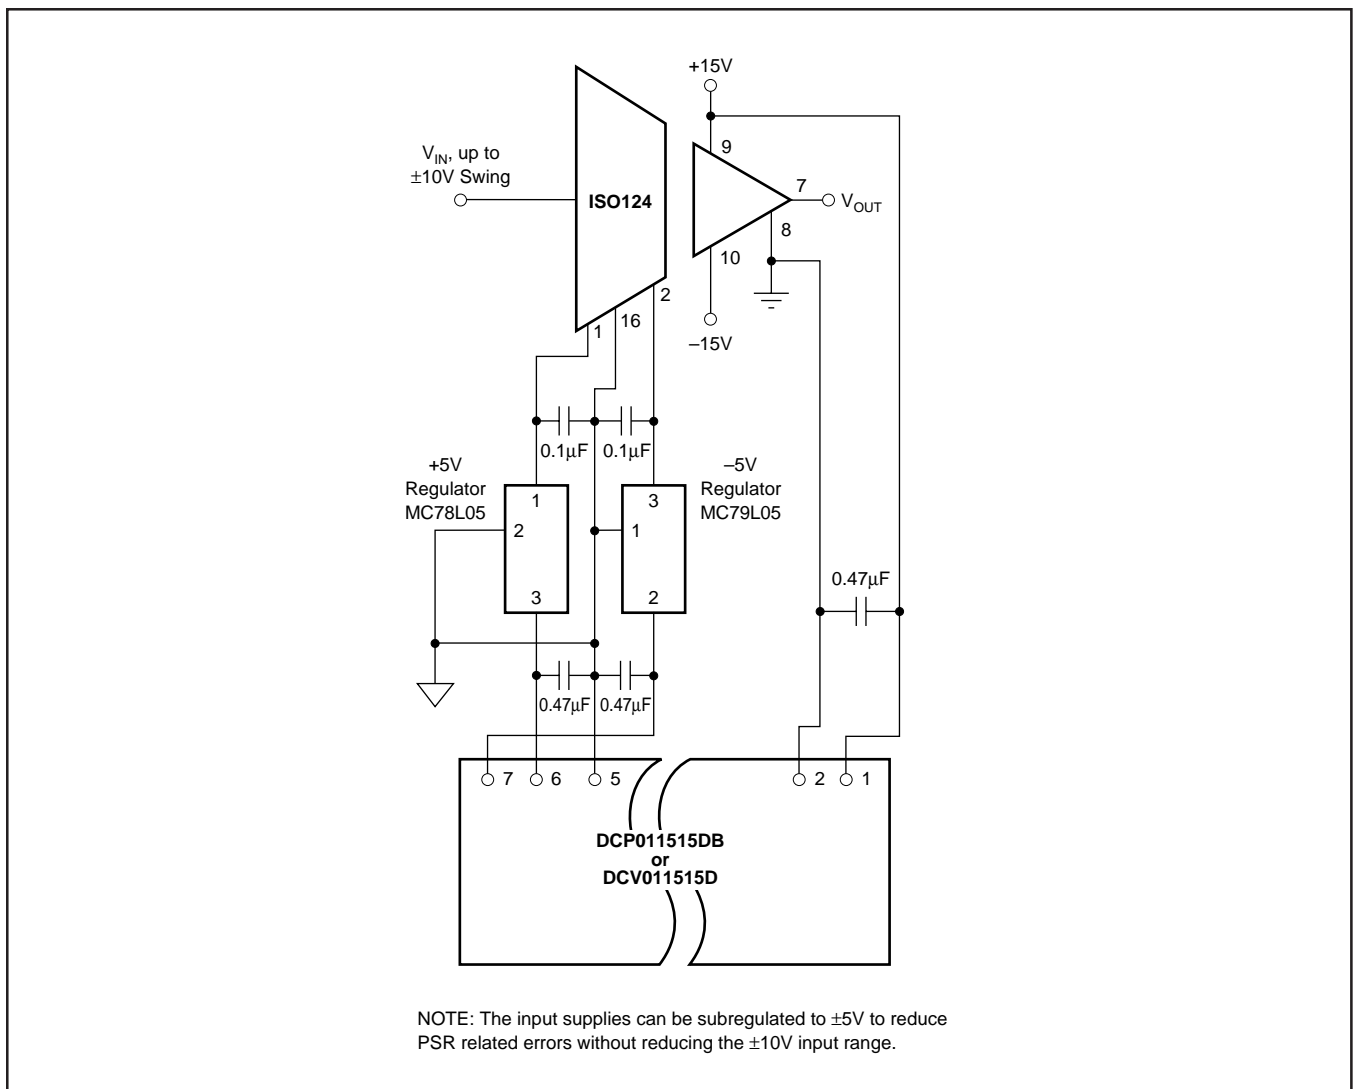 +15V
9
V_IN, up to
±10V Swing
ISO124
7
V_OUT
8
10
2
16
1
–15V
0.1µF 0.1µF
+5V
Regulator
MC78L05
–5V
Regulator
MC79L05
1
3
2
1
0.47µF
3
2
0.47µF 0.47µF
7 6 5 2 1
DCP011515DB
or
DCV011515D
NOTE: The input supplies can be subregulated to ±5V to reduce
PSR related errors without reducing the ±10V input range.